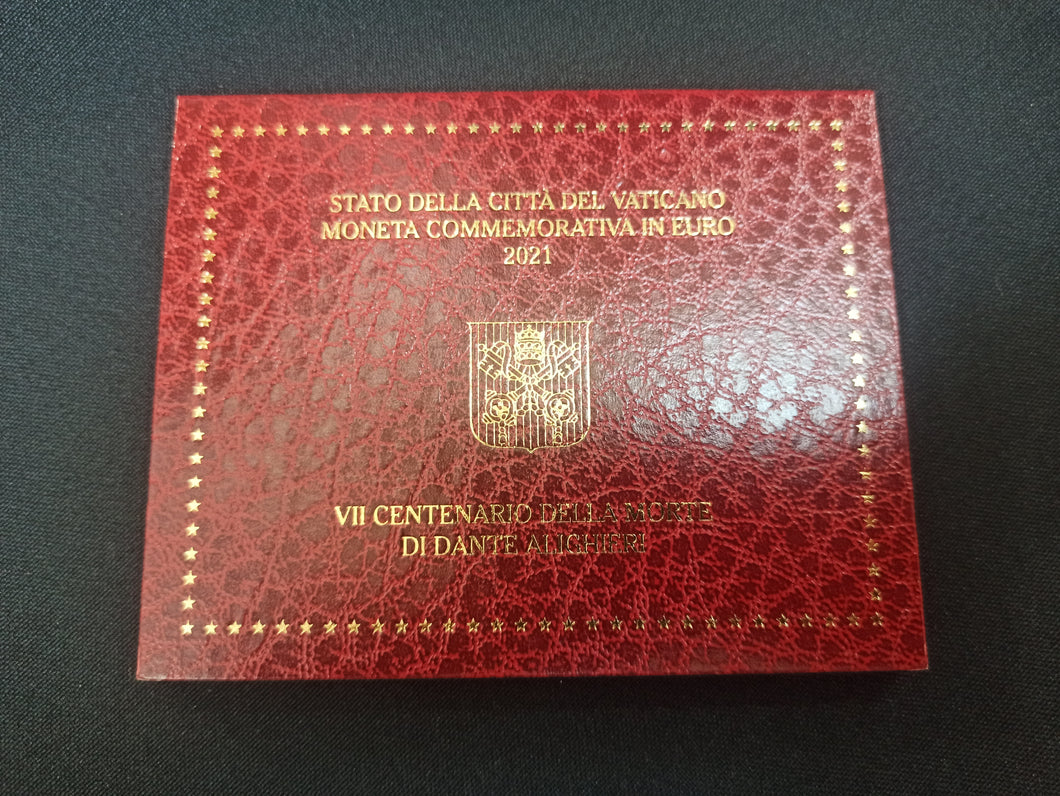 STATO DELLA CITTÀ DEL VATICANO
MONETA COMMEMORATIVA IN EURO
2021
VII CENTENARIO DELLA MORTE
DI DANTE ALIGHIERI